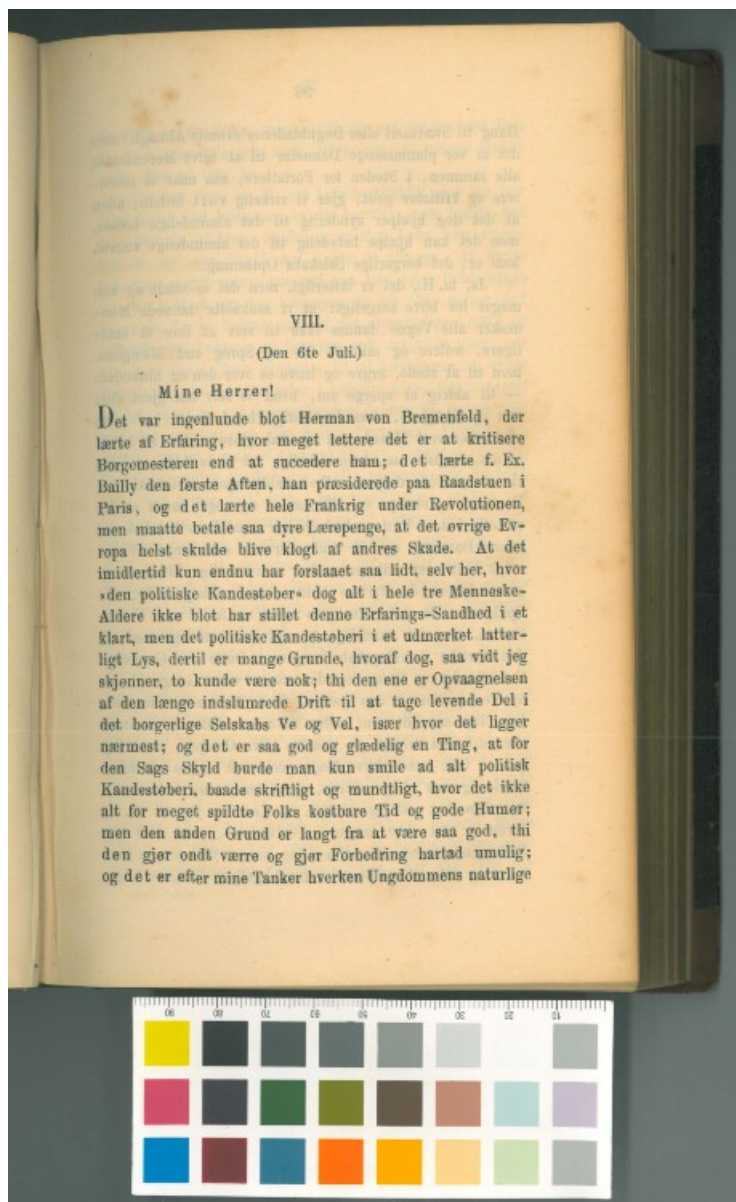 VIII.
(Den 6te Juli.)
Mine Herrer!
Det var ingenlunde blot Herman von Bremenfeld, der
lærte af Erfaring, hvor meget lettere det er at kritisere
Borgemesteren end at succedere ham; det lærte f. Ex.
Bailly den første Aften, han præsiderede paa Raadstuen i
Paris, og det lærte hele Frankrig under Revolutionen,
men maatte betale saa dyre Lærepenge, at det øvrige Ev-
ropa helst skulde blive klogt af andres Skade. At det
imidlertid kun endnu har forslaaet saa lidt, selv her, hvor
»den politiske Kandestøber« dog alt i hele tre Menneske-
Aldere ikke blot har stillet denne Erfarings-Sandhed i et
klart, men det politiske Kandestøberi i et udmærket latter-
ligt Lys, dertil er mange Grunde, hvoraf dog, saa vidt jeg
skjønner, to kunde være nok; thi den ene er Opvaagnelsen
af den længe indslumrede Drift til at tage levende Del i
det borgerlige Selskabs Ve og Vel, især hvor det ligger
nærmest; og det er saa god og glædelig en Ting, at for
den Sags Skyld burde man kun smile ad alt politisk
Kandestøberi, baade skriftligt og mundtligt, hvor det ikke
alt for meget spildte Folks kostbare Tid og gode Humør;
men den anden Grund er langt fra at være saa god, thi
den gjør ondt værre og gjør Forbedring hartad umulig;
og det er efter mine Tanker hverken Ungdommens naturlige
90
80
70
60
50
40
30
20
10